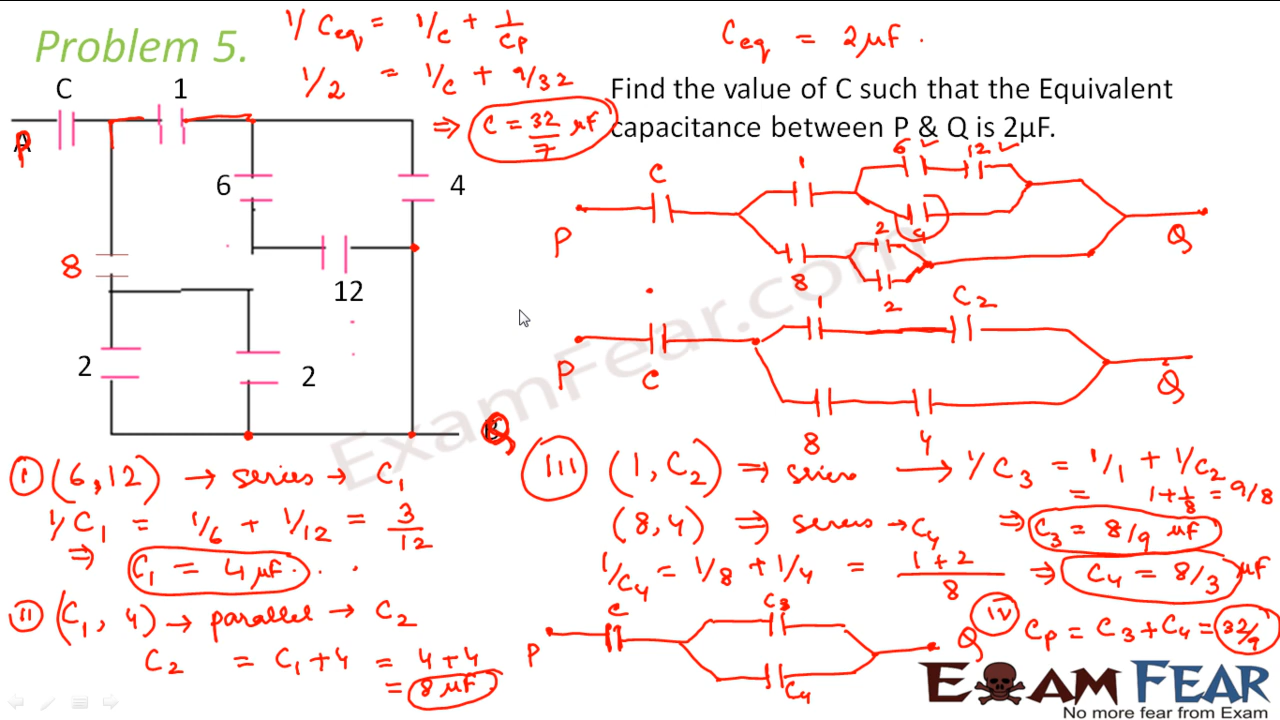 Problem 5.
1/Ceq = 1/C + 1/Cp
1/2 = 1/C + 9/32
⇒ C = 32/7 μF
Ceq = 2μF.
Find the value of C such that the Equivalent
capacitance between P & Q is 2μF.
C 1
P
6 4
8
12
2 2
Q
C 1 6 ✓ 12 ✓
P 4 Q
8 2
2
1 C2
P C Q
8 4
I (6,12) → series → C1
1/C1 = 1/6 + 1/12 = 3/12
⇒ C1 = 4 μF.
II (C1, 4) → parallel → C2
C2 = C1 + 4 = 4 + 4
= 8 μF
III (1, C2) ⇒ series → 1/C3 = 1/1 + 1/C2
= 1 + 1/8 = 9/8
(8,4) ⇒ series → C4 ⇒ C3 = 8/9 μF
1/C4 = 1/8 + 1/4 = 1+2/8 ⇒ C4 = 8/3 μF
C C3
P Q
C4
IV Cp = C3 + C4 = 32/9
ExamFear.com
EXAM FEAR
No more fear from Exam